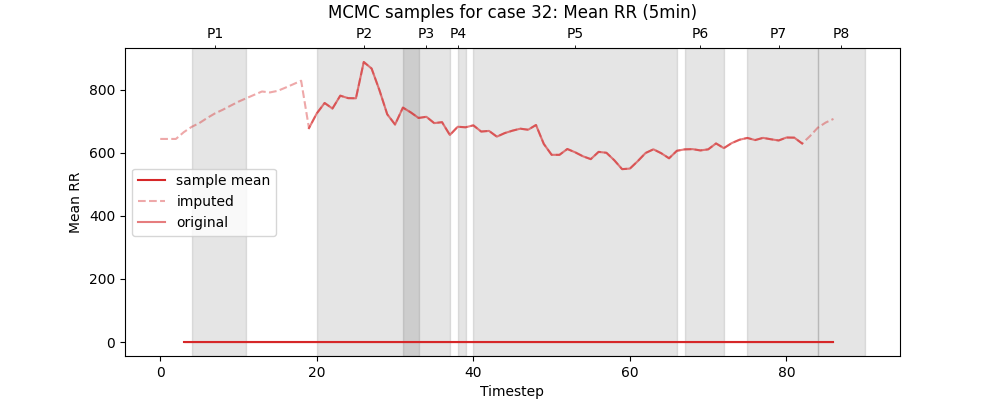 MCMC samples for case 32: Mean RR (5min)
P1 P2 P3 P4 P5 P6 P7 P8
800
600
400
200
0
Mean RR
sample mean
imputed
original
0 20 40 60 80
Timestep